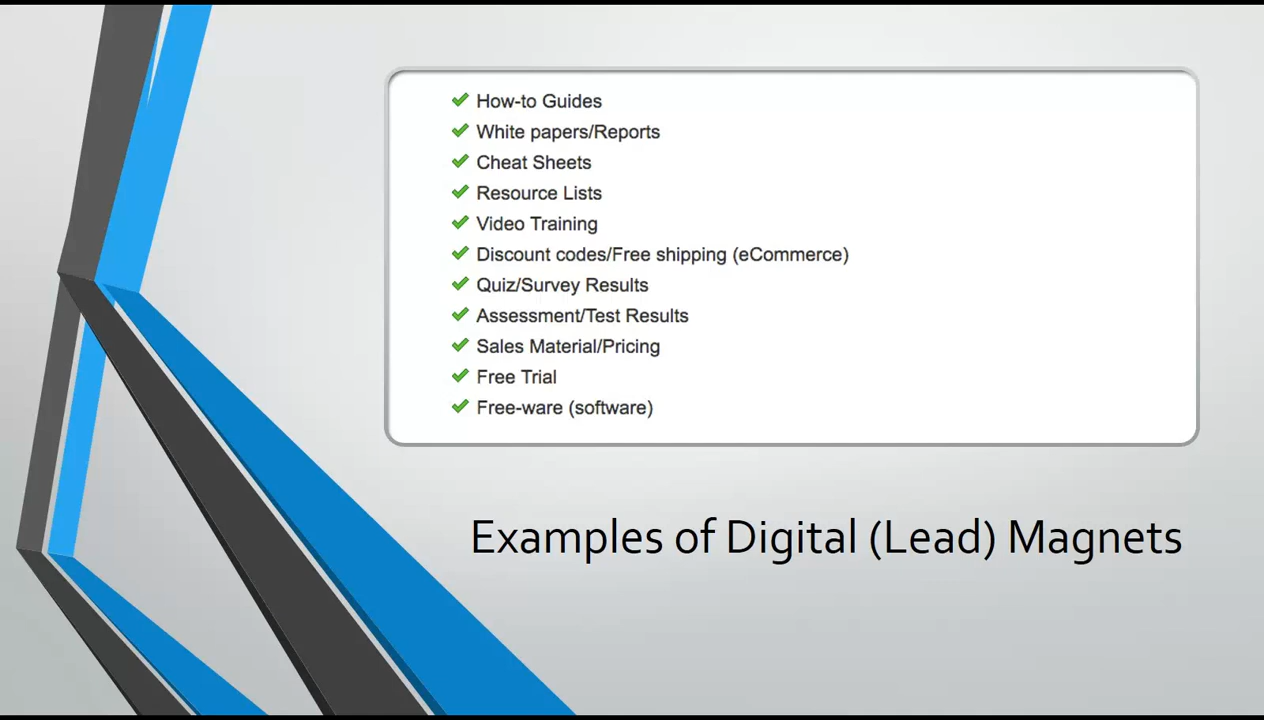 How-to Guides
White papers/Reports
Cheat Sheets
Resource Lists
Video Training
Discount codes/Free shipping (eCommerce)
Quiz/Survey Results
Assessment/Test Results
Sales Material/Pricing
Free Trial
Free-ware (software)
Examples of Digital (Lead) Magnets